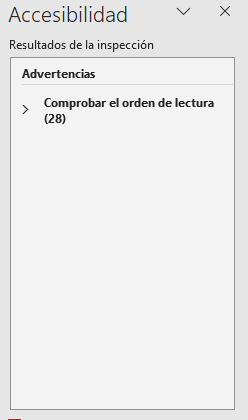 Accesibilidad
Resultados de la inspección
Advertencias
Comprobar el orden de lectura
(28)